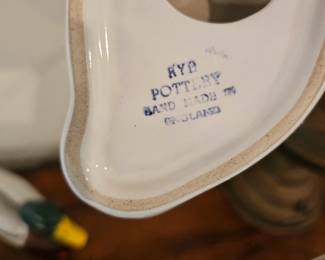 RYE
POTTERY
HAND MADE IN
ENGLAND